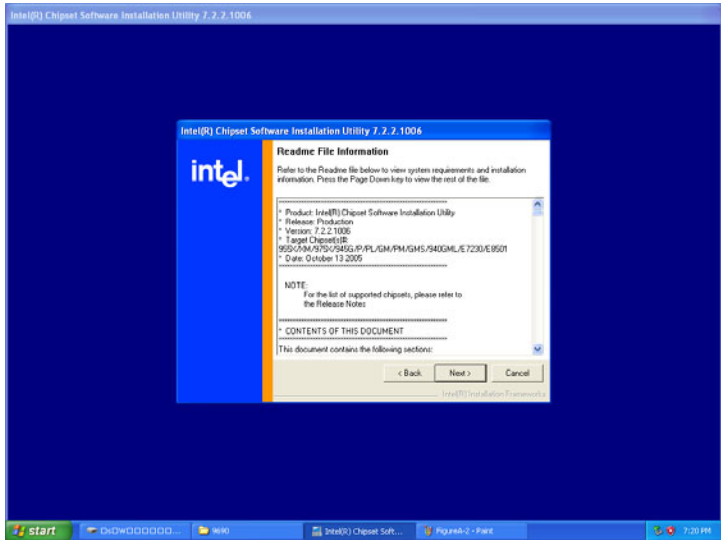 Intel(R) Chipset Software Installation Utility 7.2.2.1006
Intel(R) Chipset Software Installation Utility 7.2.2.1006
intel.
Readme File Information
Refer to the Readme file below to view system requirements and installation
information. Press the Page Down key to view the rest of the file.
* Product: Intel(R) Chipset Software Installation Utility
* Release: Production
* Version: 7.2.2.1006
* Target Chipset(s)#:
955X/XM/975X/945G/P/PL/GM/PM/GMS/940GML/E7230/E8501
* Date: October 13 2005
NOTE:
For the list of supported chipsets, please refer to
the Release Notes
* CONTENTS OF THIS DOCUMENT
This document contains the following sections:
< Back
Next >
Cancel
Intel(R) Installation Frameworks
start
9690
Intel(R) Chipset Soft...
FigureA-2 - Paint
7:20 PM